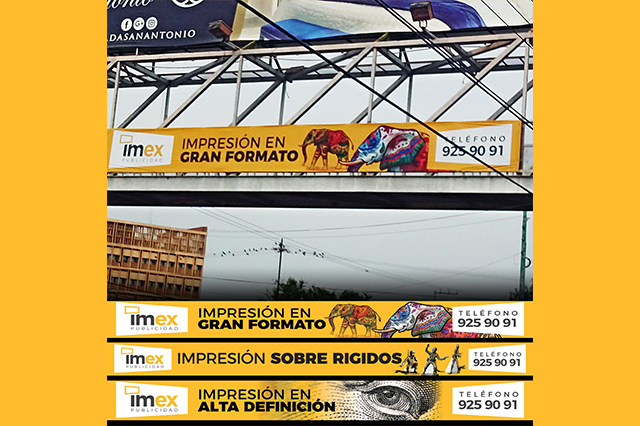 DASANANTONIO
imex
PUBLICIDAD
IMPRESIÓN EN
GRAN FORMATO
TELÉFONO
925 90 91
imex
PUBLICIDAD
IMPRESIÓN EN
GRAN FORMATO
TELÉFONO
925 90 91
imex
PUBLICIDAD
IMPRESIÓN SOBRE RIGIDOS
TELÉFONO
925 90 91
imex
PUBLICIDAD
IMPRESIÓN EN
ALTA DEFINICIÓN
TELÉFONO
925 90 91